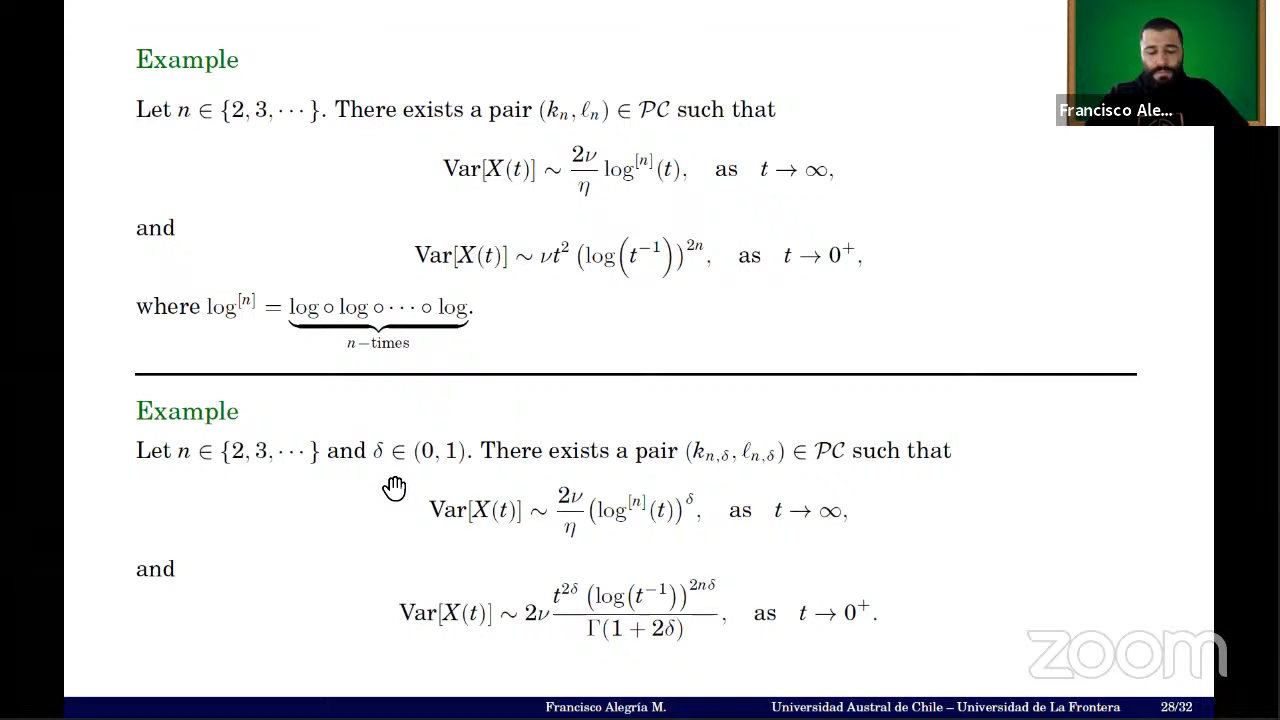 Example
Let n ∈ {2, 3, ⋯}. There exists a pair (kₙ, ℓₙ) ∈ 𝒫𝒞 such that
Var[X(t)] ∼ 2ν/η log^[n](t), as t → ∞,
and
Var[X(t)] ∼ νt² (log(t⁻¹))^{2n}, as t → 0⁺,
where log^[n] = log ∘ log ∘ ⋯ ∘ log.
n−times
Example
Let n ∈ {2, 3, ⋯} and δ ∈ (0, 1). There exists a pair (k_{n,δ}, ℓ_{n,δ}) ∈ 𝒫𝒞 such that
Var[X(t)] ∼ 2ν/η (log^[n](t))^δ, as t → ∞,
and
Var[X(t)] ∼ 2ν t^{2δ} (log(t⁻¹))^{2nδ} / Γ(1 + 2δ), as t → 0⁺.
Francisco Ale...
zoom
Francisco Alegría M.
Universidad Austral de Chile – Universidad de La Frontera
28/32